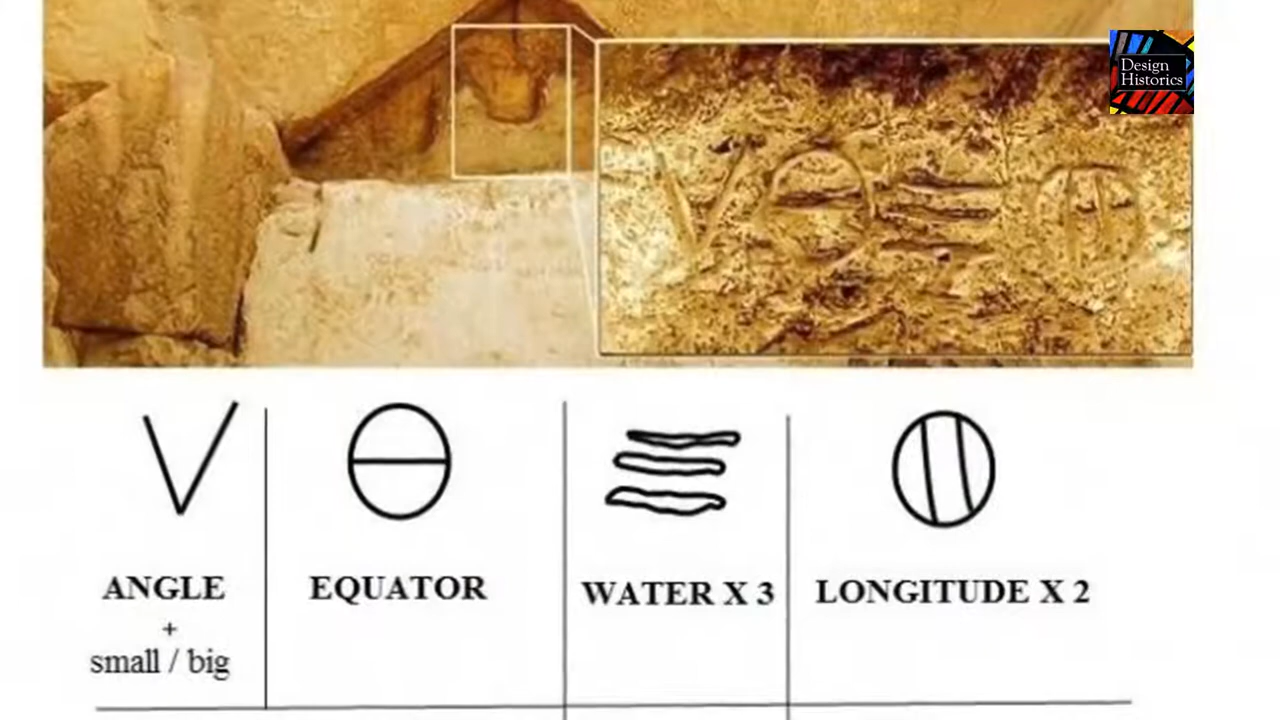 Design
Historics
V ϴ ☰ ⏀
ANGLE
+
small / big
EQUATOR
WATER X 3
LONGITUDE X 2